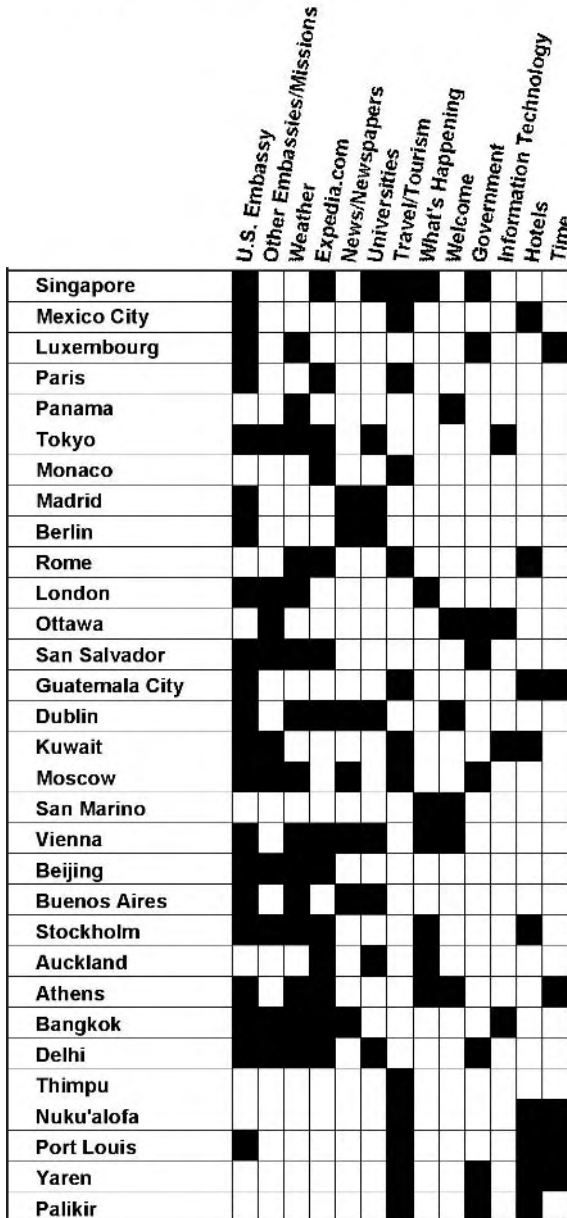 U.S. Embassy
Other Embassies/Missions
Weather
Expedia.com
News/Newspapers
Universities
Travel/Tourism
What's Happening
Welcome
Government
Information Technology
Hotels
Time
Singapore
Mexico City
Luxembourg
Paris
Panama
Tokyo
Monaco
Madrid
Berlin
Rome
London
Ottawa
San Salvador
Guatemala City
Dublin
Kuwait
Moscow
San Marino
Vienna
Beijing
Buenos Aires
Stockholm
Auckland
Athens
Bangkok
Delhi
Thimpu
Nuku'alofa
Port Louis
Yaren
Palikir